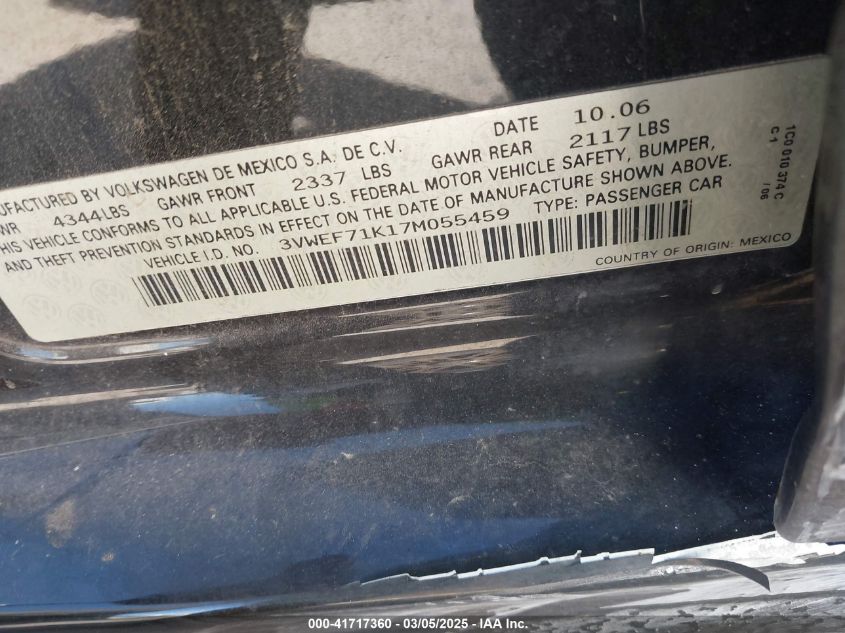 DATE 10.06
UFACTURED BY VOLKSWAGEN DE MEXICO S.A. DE C.V.
WR 4344LBS GAWR FRONT 2337 LBS GAWR REAR 2117 LBS
HIS VEHICLE CONFORMS TO ALL APPLICABLE U.S. FEDERAL MOTOR VEHICLE SAFETY, BUMPER,
AND THEFT PREVENTION STANDARDS IN EFFECT ON THE DATE OF MANUFACTURE SHOWN ABOVE.
VEHICLE I.D. NO. 3VWEF71K17M055459 TYPE: PASSENGER CAR
COUNTRY OF ORIGIN: MEXICO
1C0 010 374 C
C-1 /06
000-41717360 - 03/05/2025 - IAA Inc.